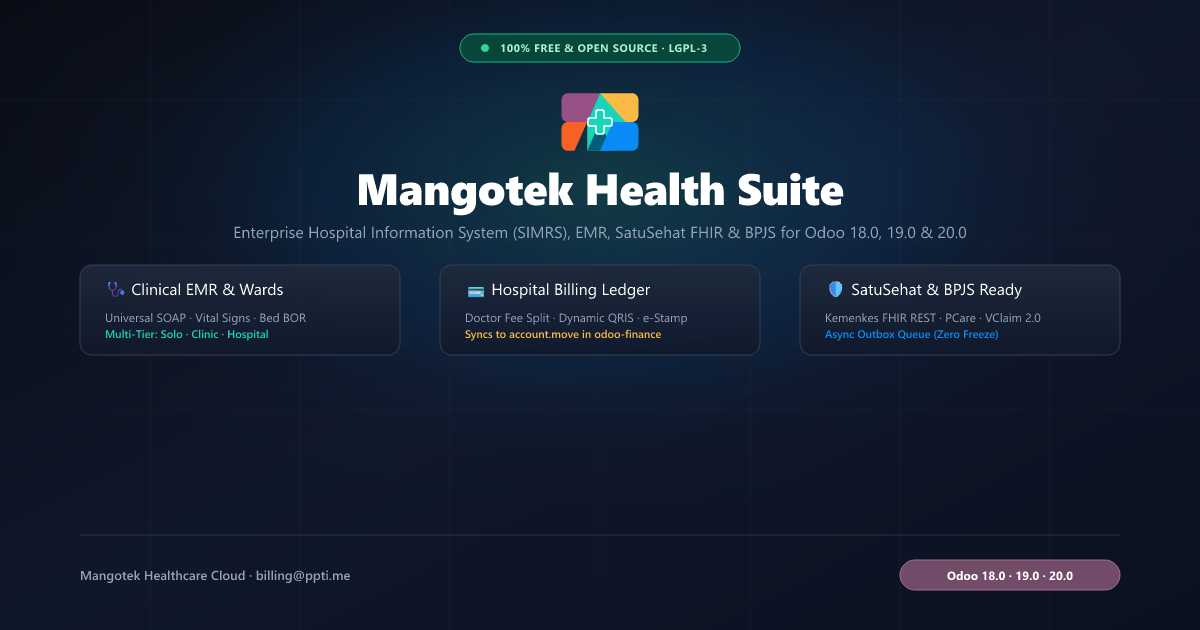 100% FREE & OPEN SOURCE · LGPL-3
Mangotek Health Suite
Enterprise Hospital Information System (SIMRS), EMR, SatuSehat FHIR & BPJS for Odoo 18.0, 19.0 & 20.0
Clinical EMR & Wards
Universal SOAP · Vital Signs · Bed BOR
Multi-Tier: Solo · Clinic · Hospital
Hospital Billing Ledger
Doctor Fee Split · Dynamic QRIS · e-Stamp
Syncs to account.move in odoo-finance
SatuSehat & BPJS Ready
Kemenkes FHIR REST · PCare · VClaim 2.0
Async Outbox Queue (Zero Freeze)
Mangotek Healthcare Cloud · billing@ppti.me
Odoo 18.0 · 19.0 · 20.0